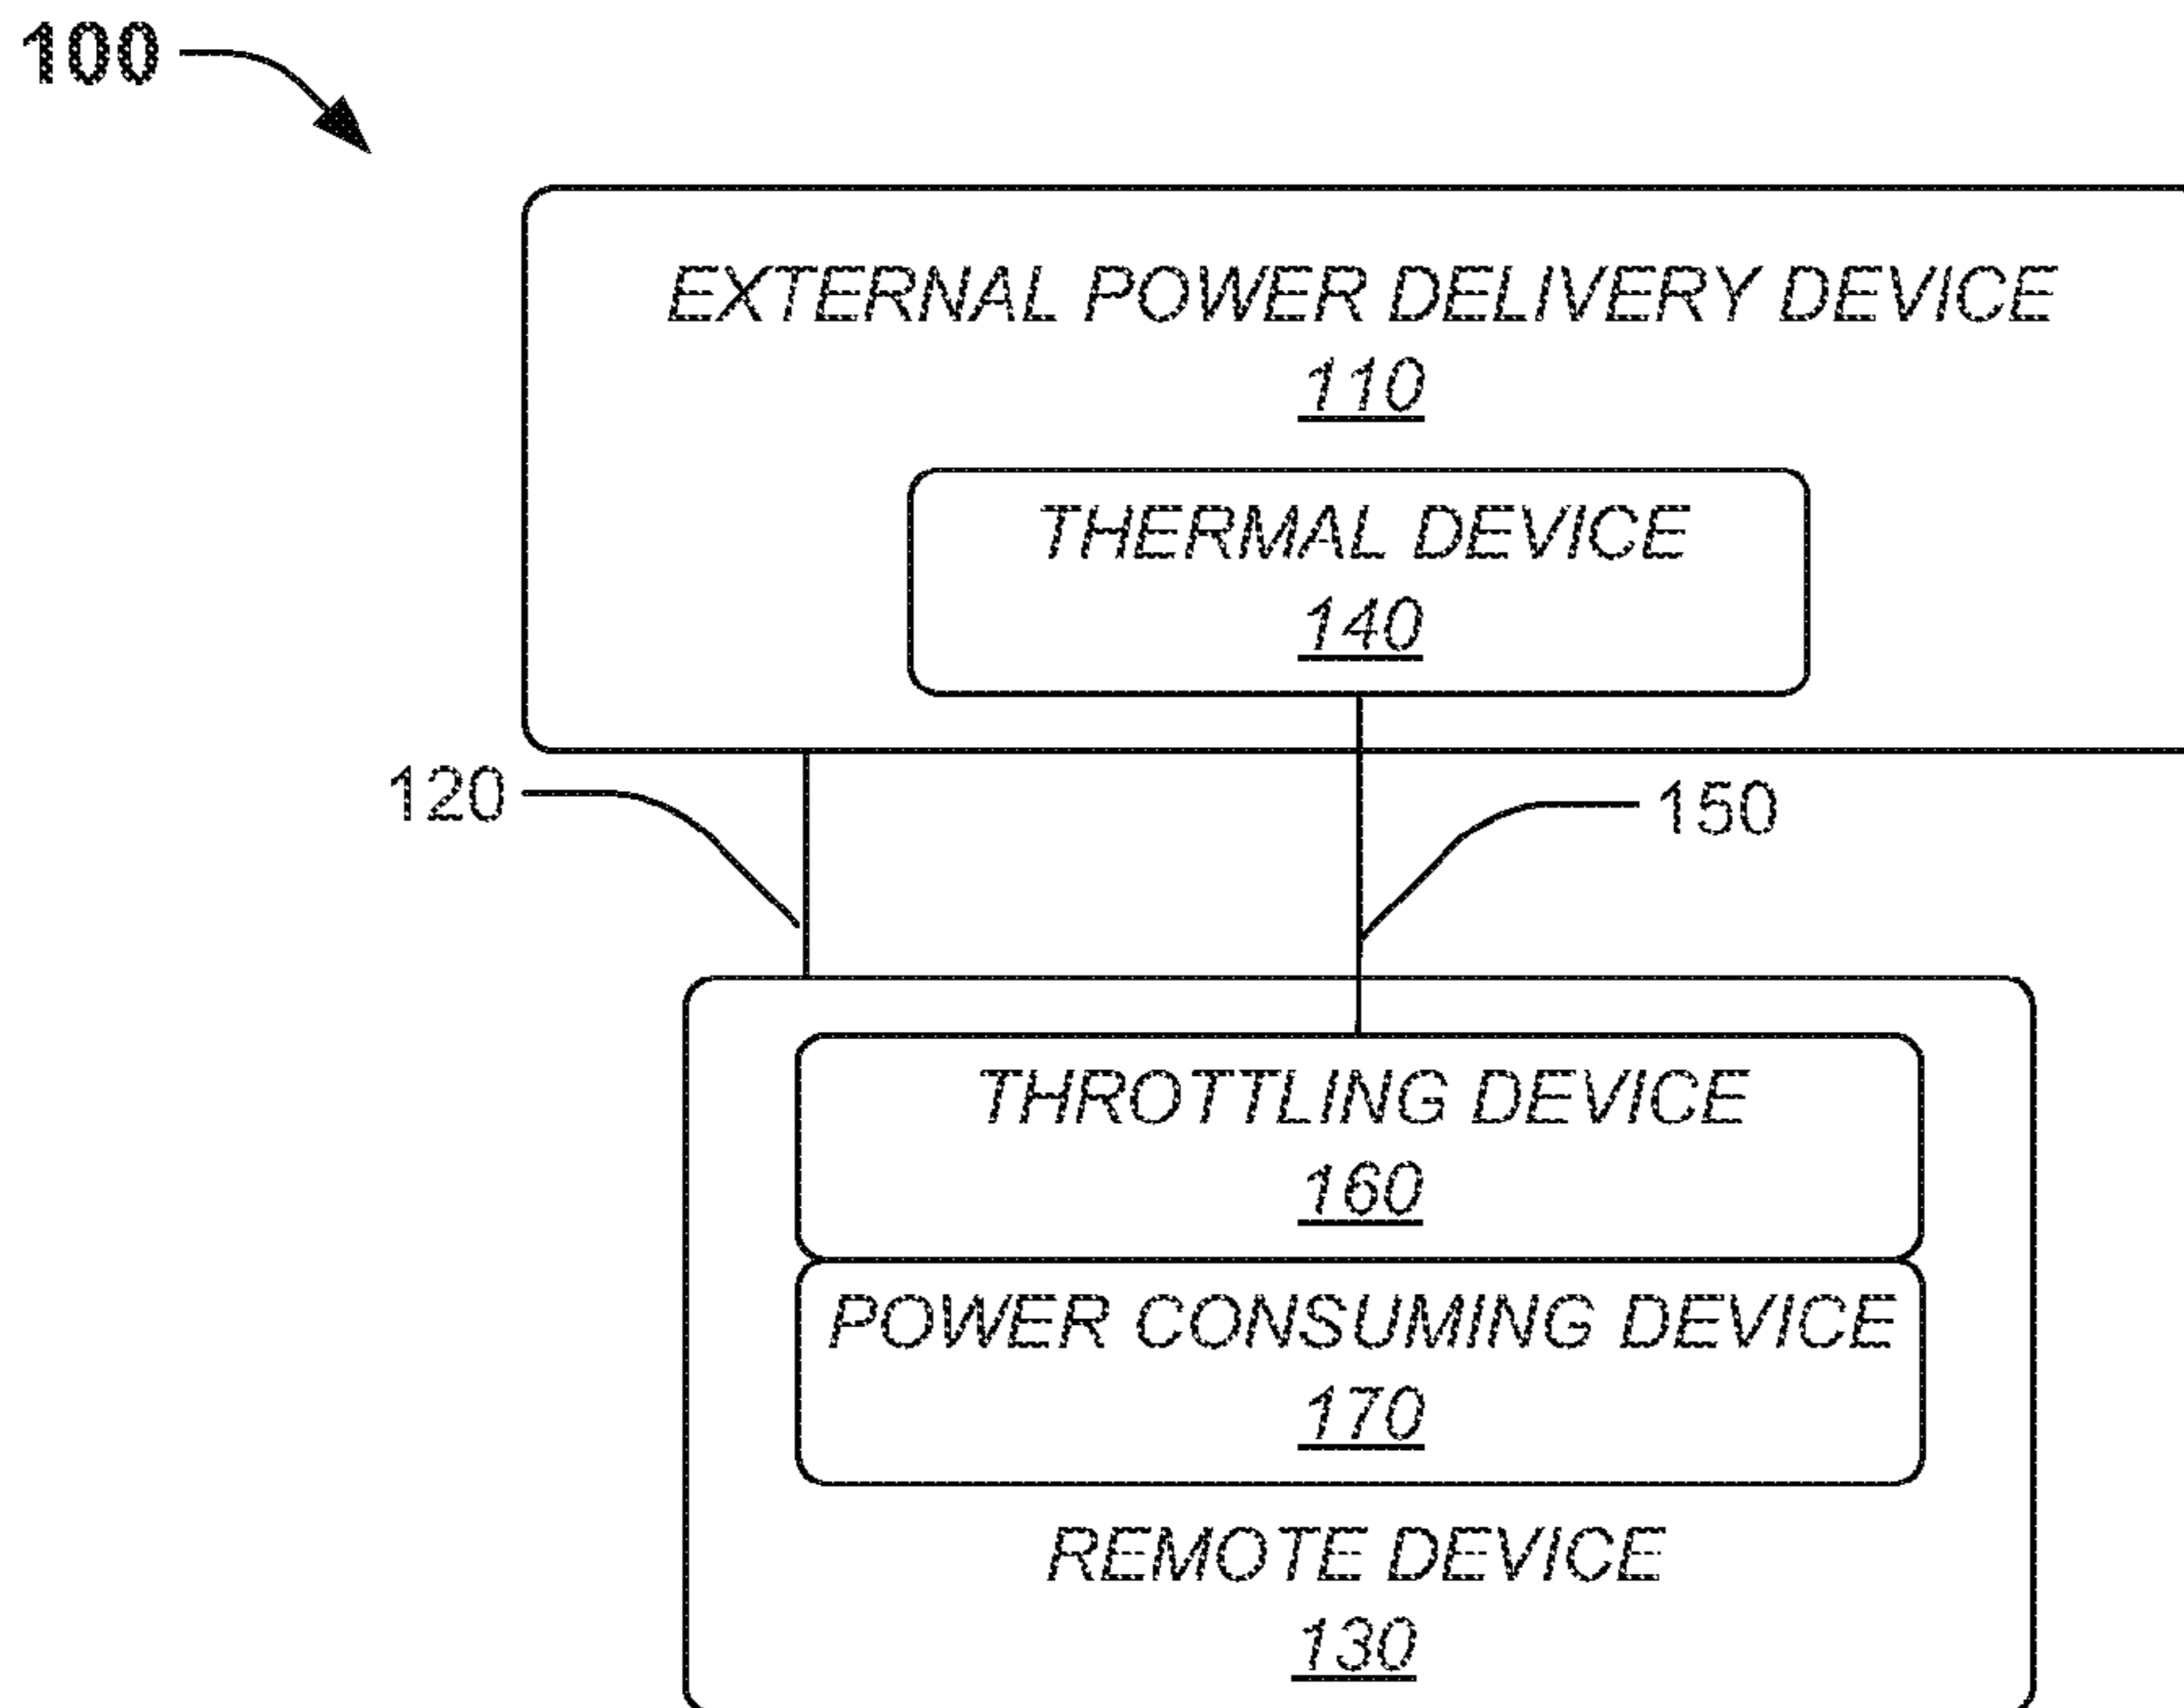 100
EXTERNAL POWER DELIVERY DEVICE
110
THERMAL DEVICE
140
120
150
THROTTLING DEVICE
160
POWER CONSUMING DEVICE
170
REMOTE DEVICE
130